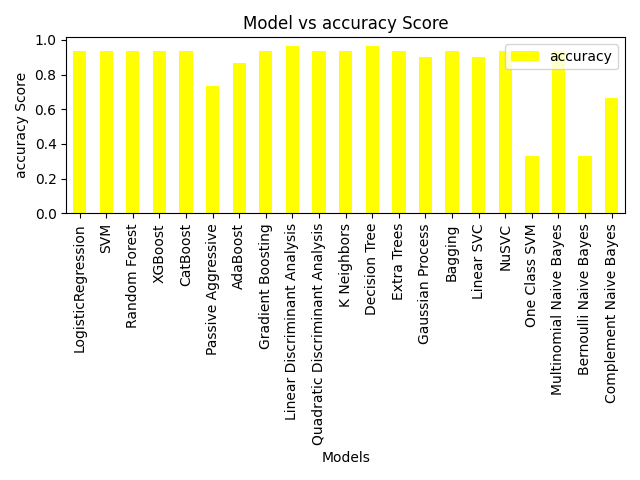 Model vs accuracy Score
accuracy Score
1.0
0.8
0.6
0.4
0.2
0.0
accuracy
LogisticRegression
SVM
Random Forest
XGBoost
CatBoost
Passive Aggressive
AdaBoost
Gradient Boosting
Linear Discriminant Analysis
Quadratic Discriminant Analysis
K Neighbors
Decision Tree
Extra Trees
Gaussian Process
Bagging
Linear SVC
NuSVC
One Class SVM
Multinomial Naive Bayes
Bernoulli Naive Bayes
Complement Naive Bayes
Models